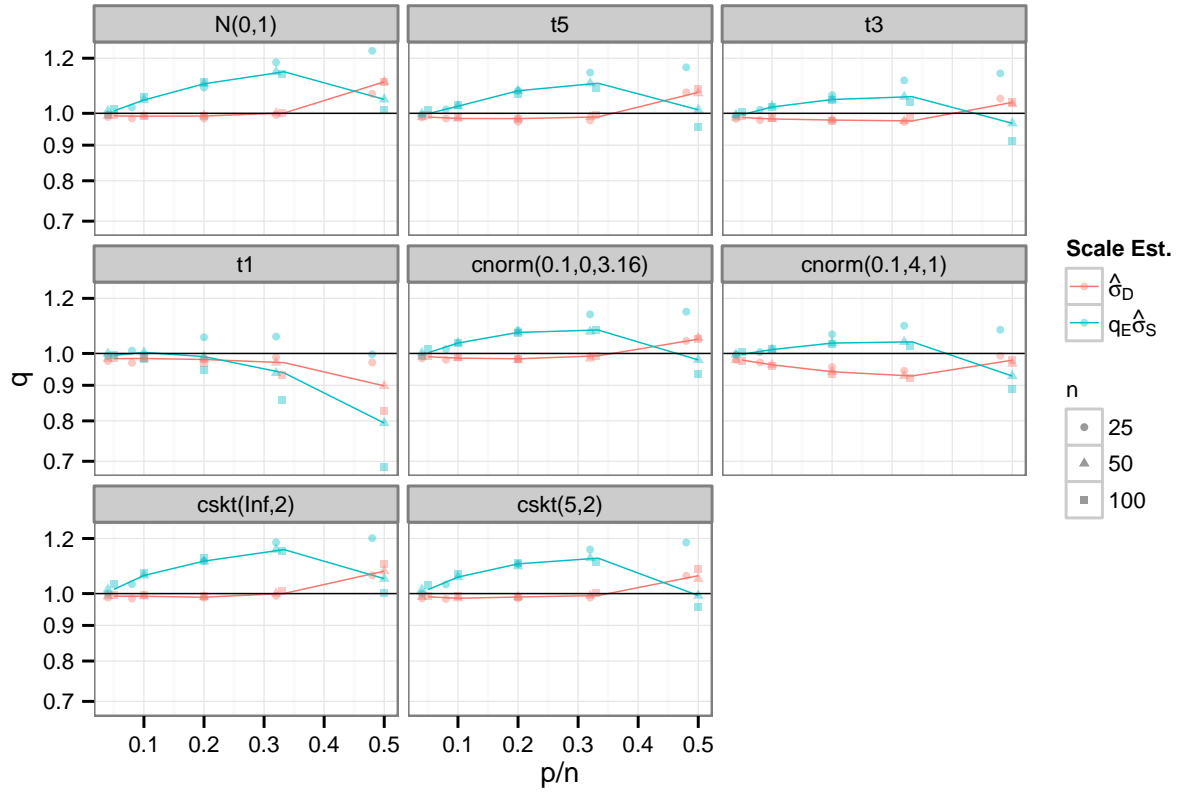 N(0,1) t5 t3
1.2
1.0
0.9
0.8
0.7
t1 cnorm(0.1,0,3.16) cnorm(0.1,4,1)
1.2
1.0
0.9
0.8
0.7
cskt(Inf,2) cskt(5,2)
1.2
1.0
0.9
0.8
0.7
0.1 0.2 0.3 0.4 0.5 0.1 0.2 0.3 0.4 0.5
p/n
q
Scale Est.
σ̂_D
q_E σ̂_S
n
25
50
100